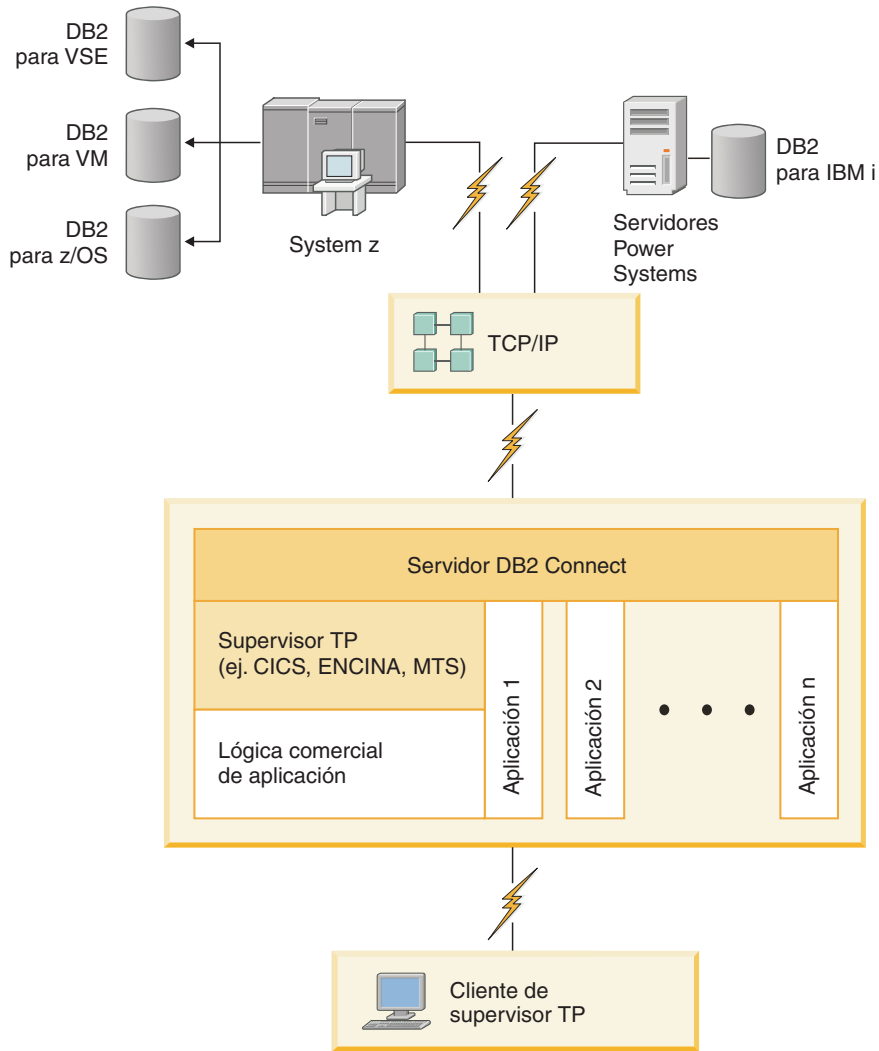 DB2
para VSE
DB2
para VM
DB2
para z/OS
System z
Servidores
Power
Systems
DB2
para IBM i
TCP/IP
Servidor DB2 Connect
Supervisor TP
(ej. CICS, ENCINA, MTS)
Lógica comercial
de aplicación
Aplicación 1
Aplicación 2
Aplicación n
Cliente de
supervisor TP